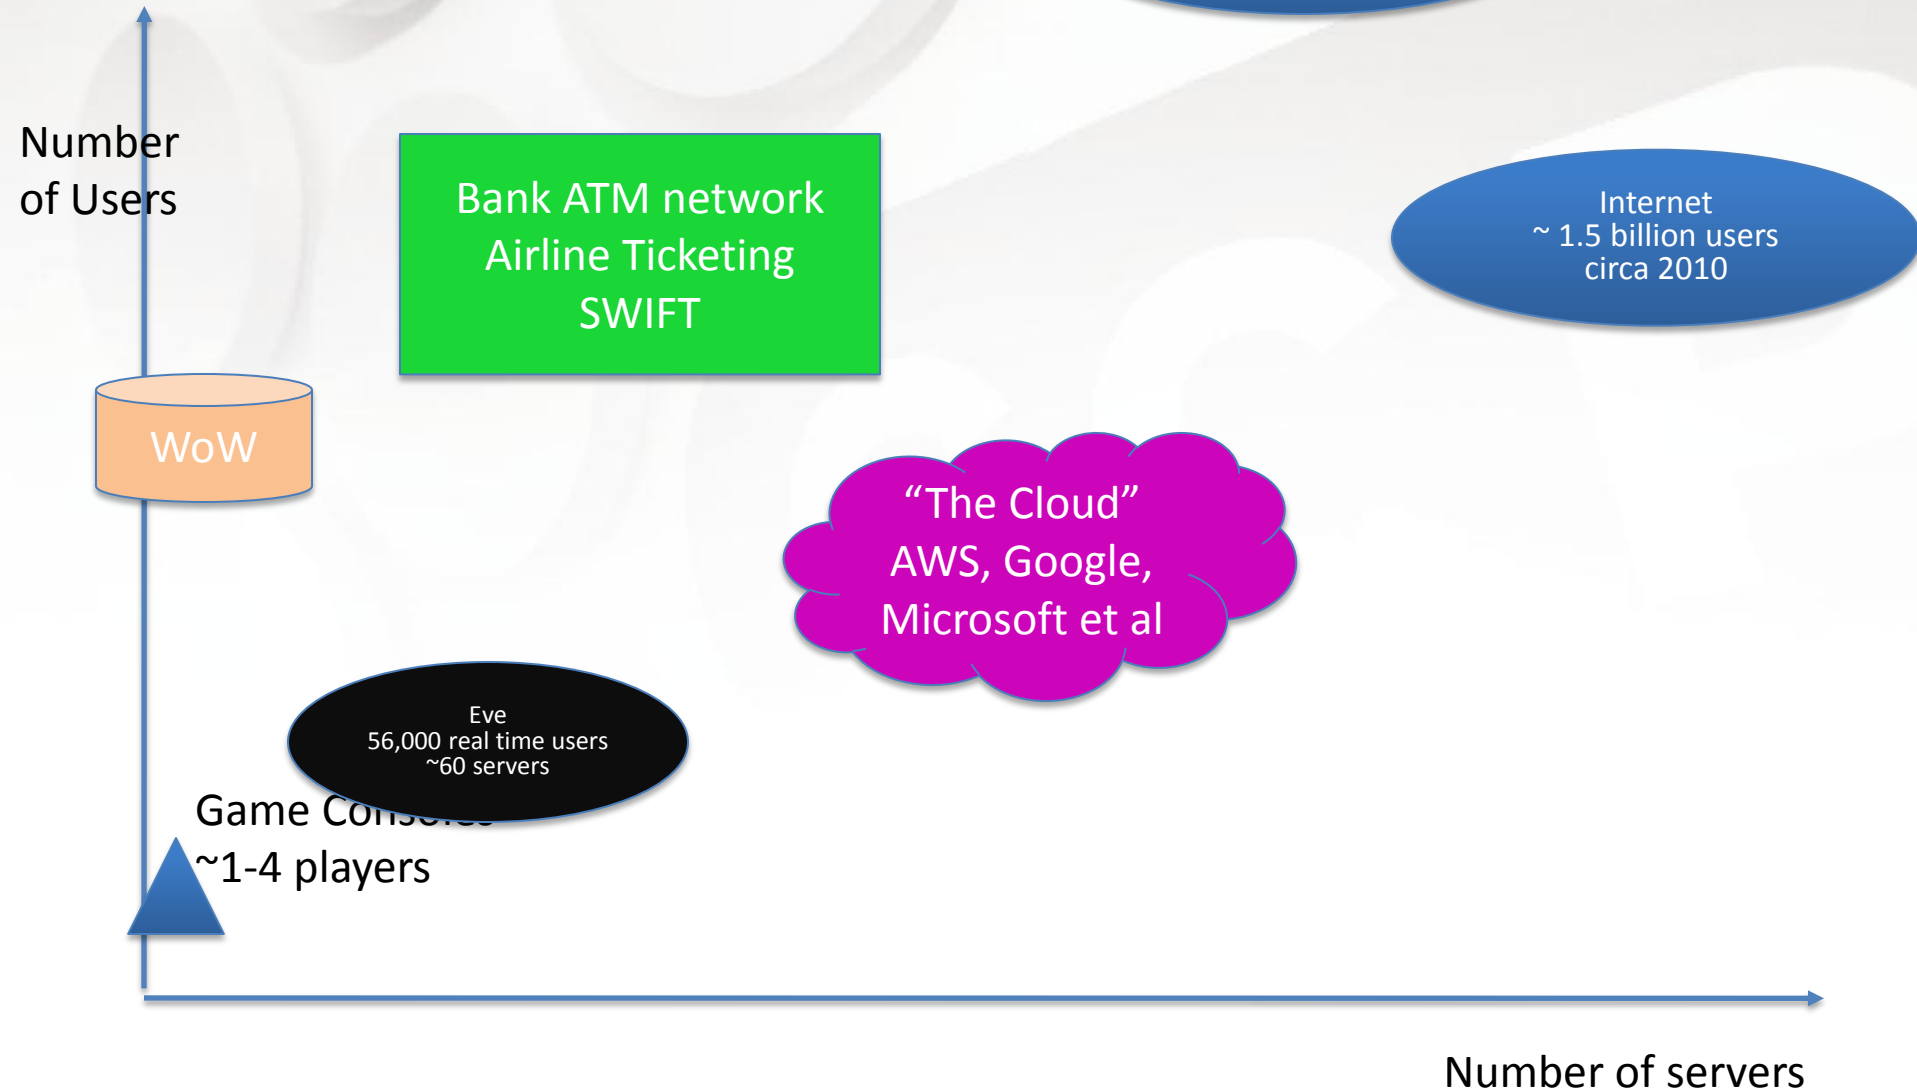 Number
of Users
Bank ATM network
Airline Ticketing
SWIFT
Internet
~ 1.5 billion users
circa 2010
WoW
“The Cloud”
AWS, Google,
Microsoft et al
Eve
56,000 real time users
~60 servers
Game Consoles
~1-4 players
Number of servers